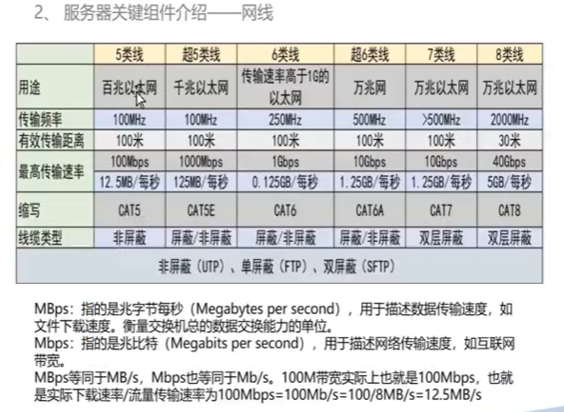 2、 服务器关键组件介绍——网线
5类线 超5类线 6类线 超6类线 7类线 8类线
用途 百兆以太网 千兆以太网 传输速率高于1G的以太网 万兆网 万兆以太网 万兆以太网
传输频率 100MHz 100MHz 250MHz 500MHz >500MHz 2000MHz
有效传输距离 100米 100米 100米 100米 100米 30米
最高传输速率 100Mbps 1000Mbps 1Gbps 10Gbps 10Gbps 40Gbps
12.5MB/每秒 125MB/每秒 0.125GB/每秒 1.25GB/每秒 1.25GB/每秒 5GB/每秒
缩写 CAT5 CAT5E CAT6 CAT6A CAT7 CAT8
线缆类型 非屏蔽 屏蔽/非屏蔽 屏蔽/非屏蔽 屏蔽/非屏蔽 双层屏蔽 双层屏蔽
非屏蔽（UTP）、单屏蔽（FTP）、双屏蔽（SFTP）
MBps：指的是兆字节每秒（Megabytes per second），用于描述数据传输速度，如
文件下载速度。衡量交换机总的数据交换能力的单位。
Mbps：指的是兆比特（Megabits per second），用于描述网络传输速度，如互联网
带宽。
MBps等同于MB/s，Mbps也等同于Mb/s。100M带宽实际上也就是100Mbps，也就
是实际下载速率/流量传输速率为100Mbps=100Mb/s=100/8MB/s=12.5MB/s